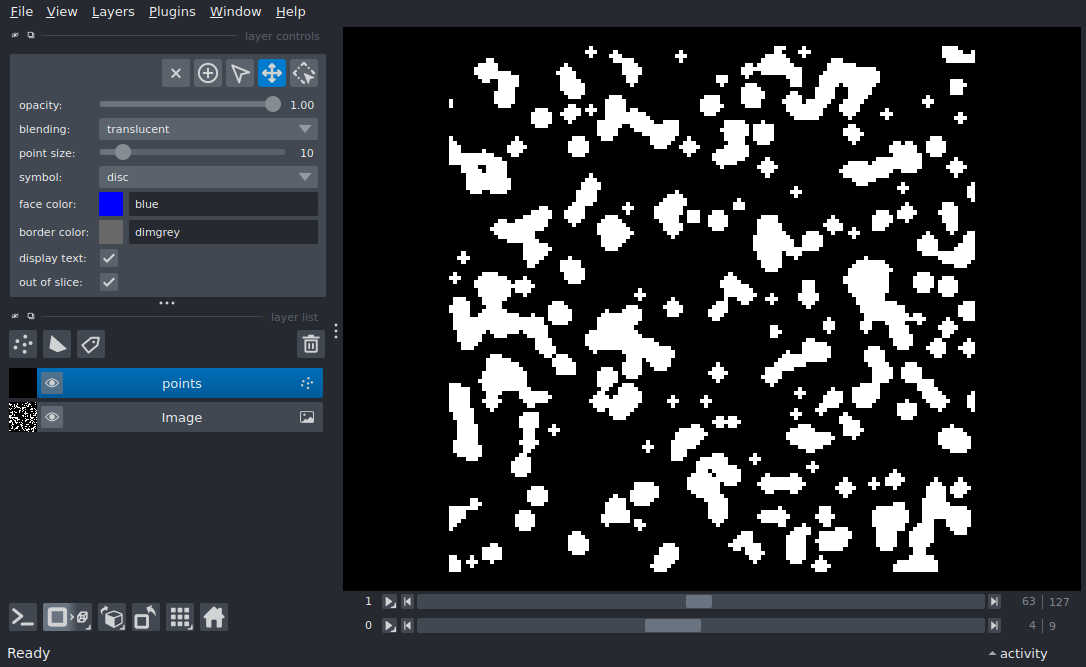 File View Layers Plugins Window Help
layer controls
opacity: 1.00
blending: translucent
point size: 10
symbol: disc
face color: blue
border color: dimgrey
display text:
out of slice:
layer list
points
Image
1 63 | 127
0 4 | 9
Ready activity